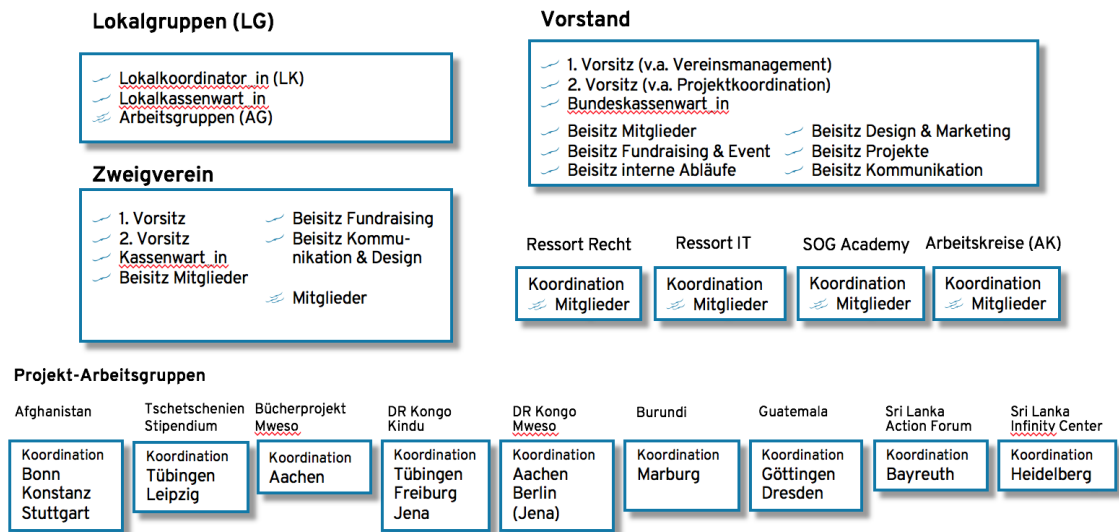 Lokalgruppen (LG)
Lokalkoordinator_in (LK)
Lokalkassenwart_in
Arbeitsgruppen (AG)
Vorstand
1. Vorsitz (v.a. Vereinsmanagement)
2. Vorsitz (v.a. Projektkoordination)
Bundeskassenwart_in
Beisitz Mitglieder
Beisitz Fundraising & Event
Beisitz interne Abläufe
Beisitz Design & Marketing
Beisitz Projekte
Beisitz Kommunikation
Zweigverein
1. Vorsitz
2. Vorsitz
Kassenwart_in
Beisitz Mitglieder
Beisitz Fundraising
Beisitz Kommu-
nikation & Design
Mitglieder
Ressort Recht
Koordination
Mitglieder
Ressort IT
Koordination
Mitglieder
SOG Academy
Koordination
Mitglieder
Arbeitskreise (AK)
Koordination
Mitglieder
Projekt-Arbeitsgruppen
Afghanistan
Koordination
Bonn
Konstanz
Stuttgart
Tschetschenien
Stipendium
Koordination
Tübingen
Leipzig
Bücherprojekt
Mweso
Koordination
Aachen
DR Kongo
Kindu
Koordination
Tübingen
Freiburg
Jena
DR Kongo
Mweso
Koordination
Aachen
Berlin
(Jena)
Burundi
Koordination
Marburg
Guatemala
Koordination
Göttingen
Dresden
Sri Lanka
Action Forum
Koordination
Bayreuth
Sri Lanka
Infinity Center
Koordination
Heidelberg